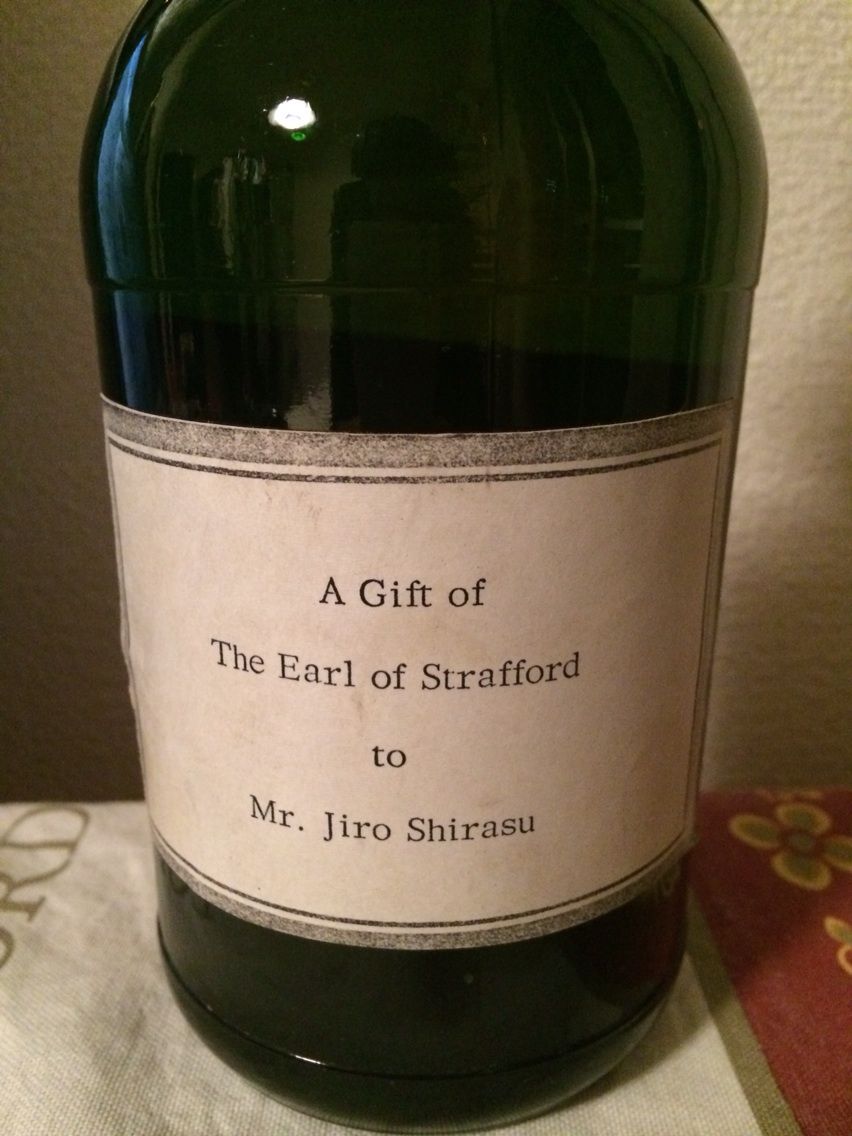 A Gift of
The Earl of Strafford
to
Mr. Jiro Shirasu